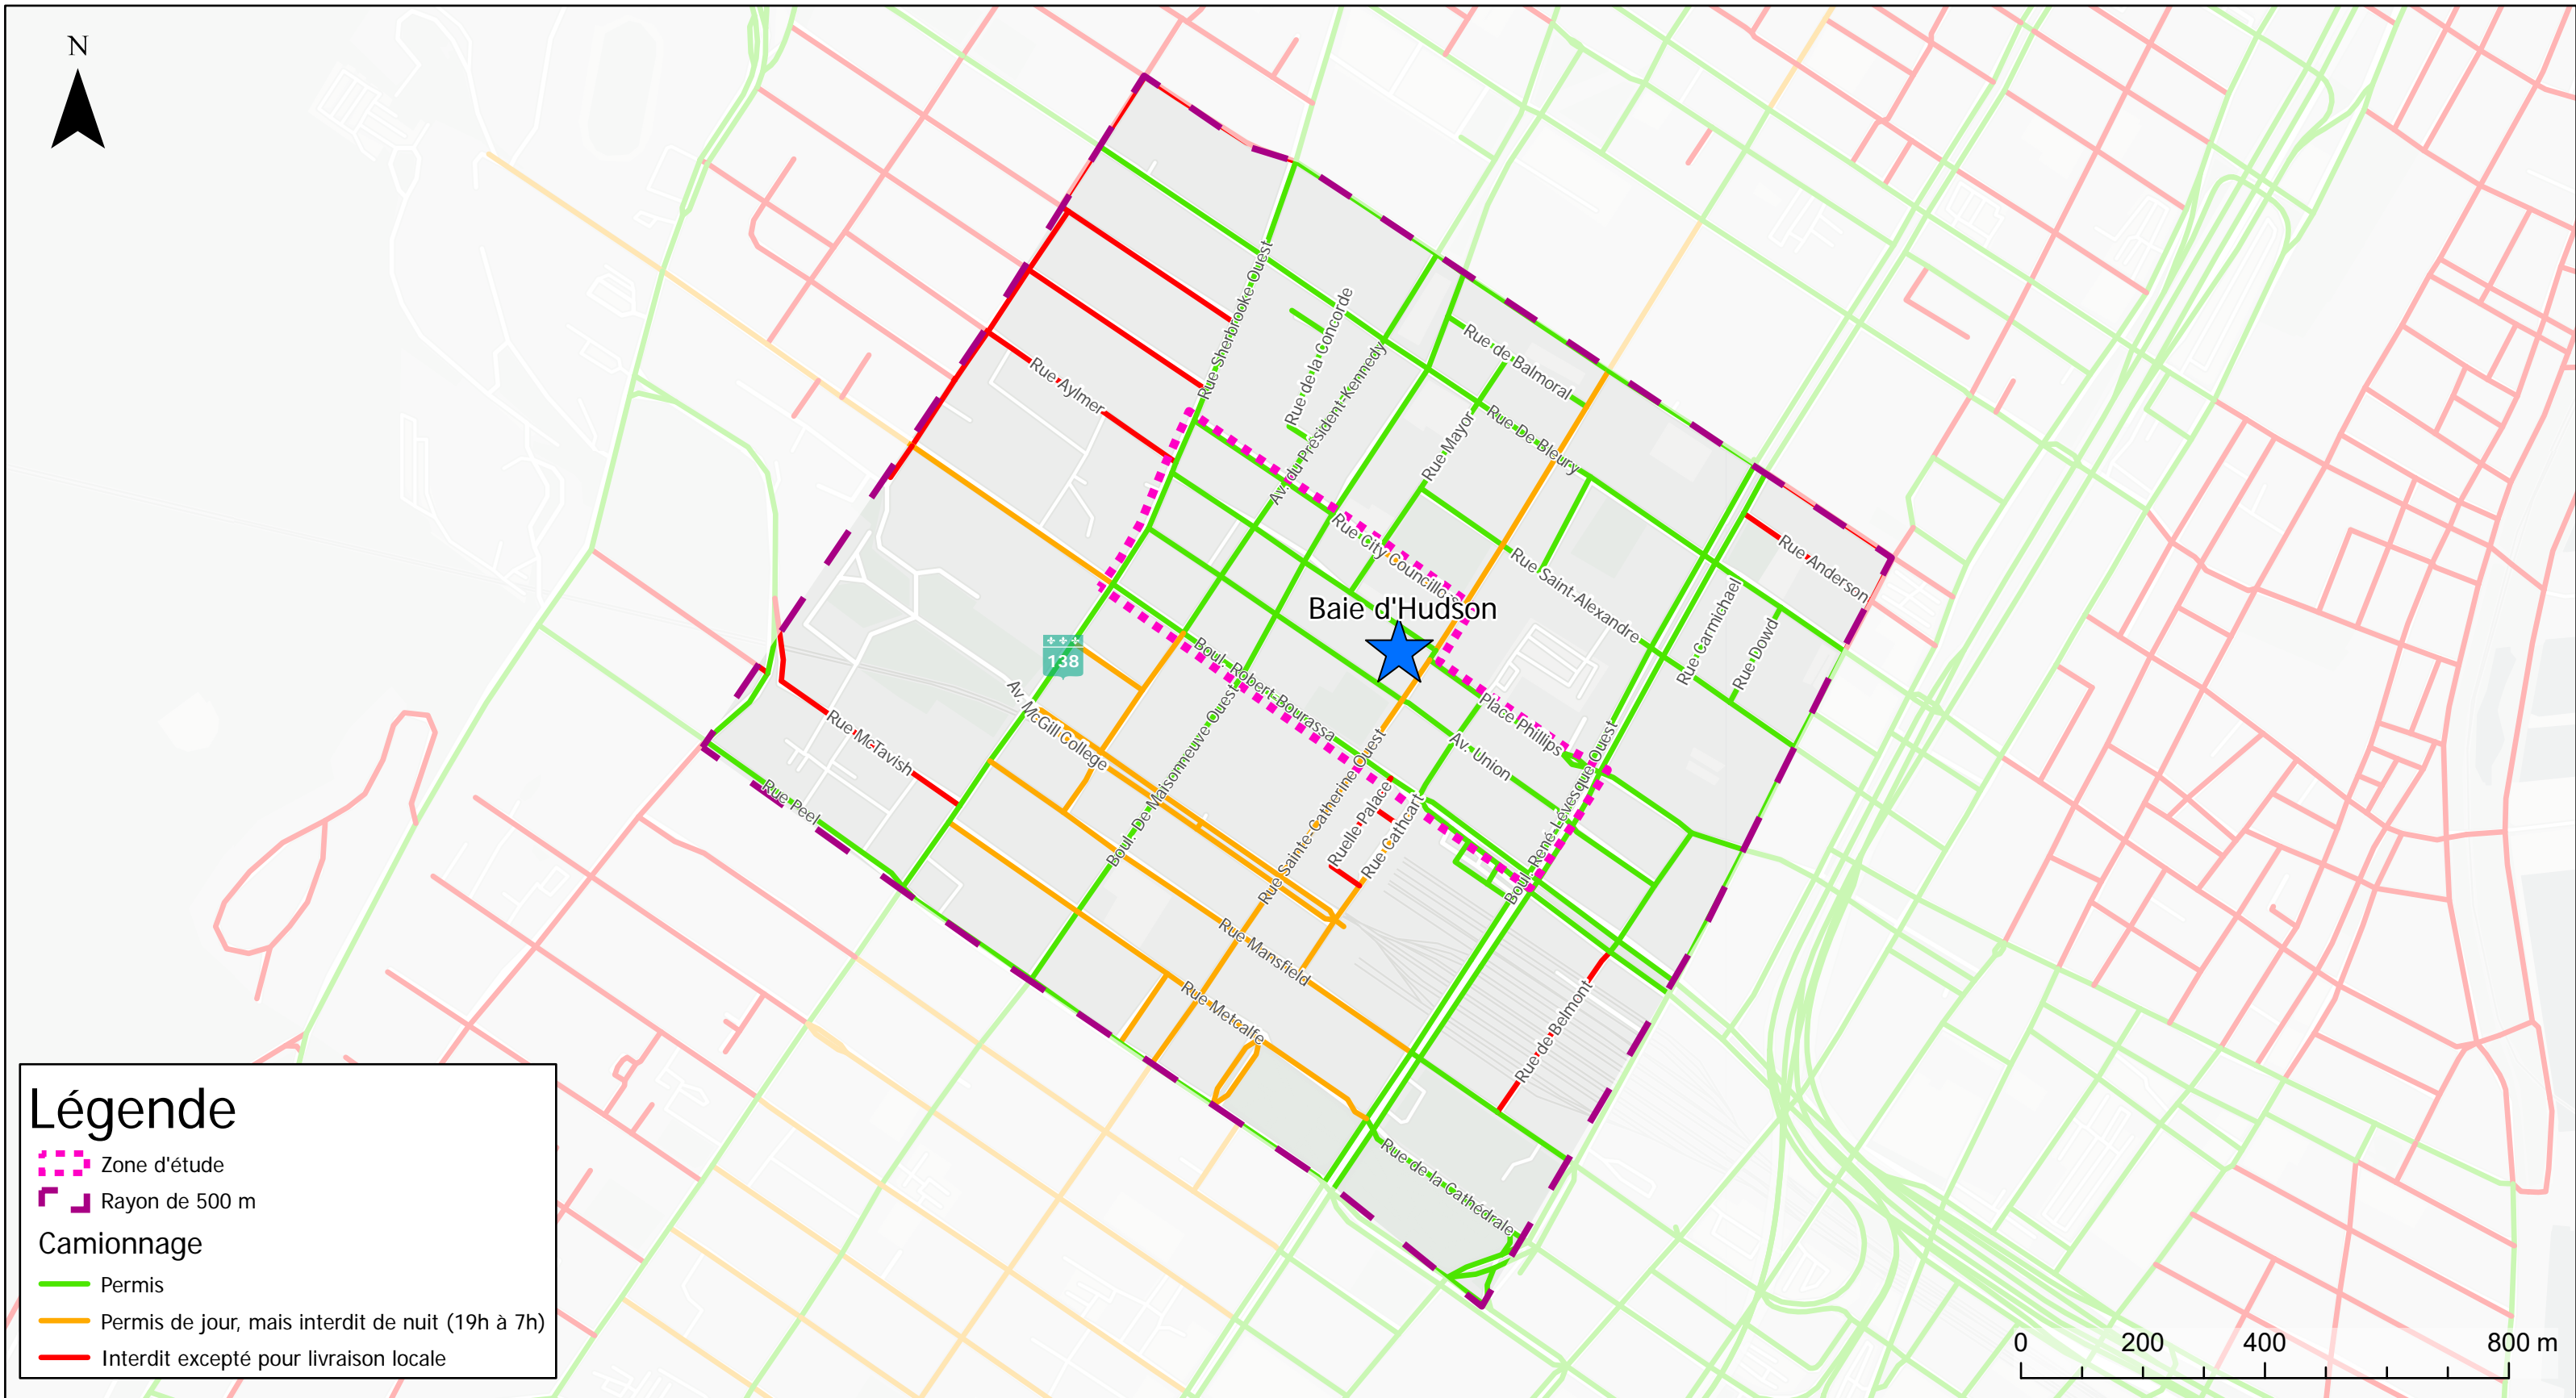 N
Rue Sherbrooke Ouest
Rue de la Concorde
Av. du Président-Kennedy
Rue de Balmoral
Rue Mayor
Rue De Bleury
Rue Aylmer
Rue City Councillo
Rue Saint-Alexandre
Rue Anderson
Rue Carmichael
Rue Dowd
Baie d'Hudson
138
Boul. Robert-Bourassa
Place Phillips
Av. Union
Av. McGill College
Rue McTavish
Rue Peel
Boul. De Maisonneuve Ouest
Rue Sainte-Catherine Ouest
Ruelle Palace
Rue Cathcart
Boul. René-Lévesque Ouest
Rue Mansfield
Rue Metcalfe
Rue de Belmont
Rue de la Cathédrale
Légende
Zone d'étude
Rayon de 500 m
Camionnage
Permis
Permis de jour, mais interdit de nuit (19h à 7h)
Interdit excepté pour livraison locale
0 200 400 800 m